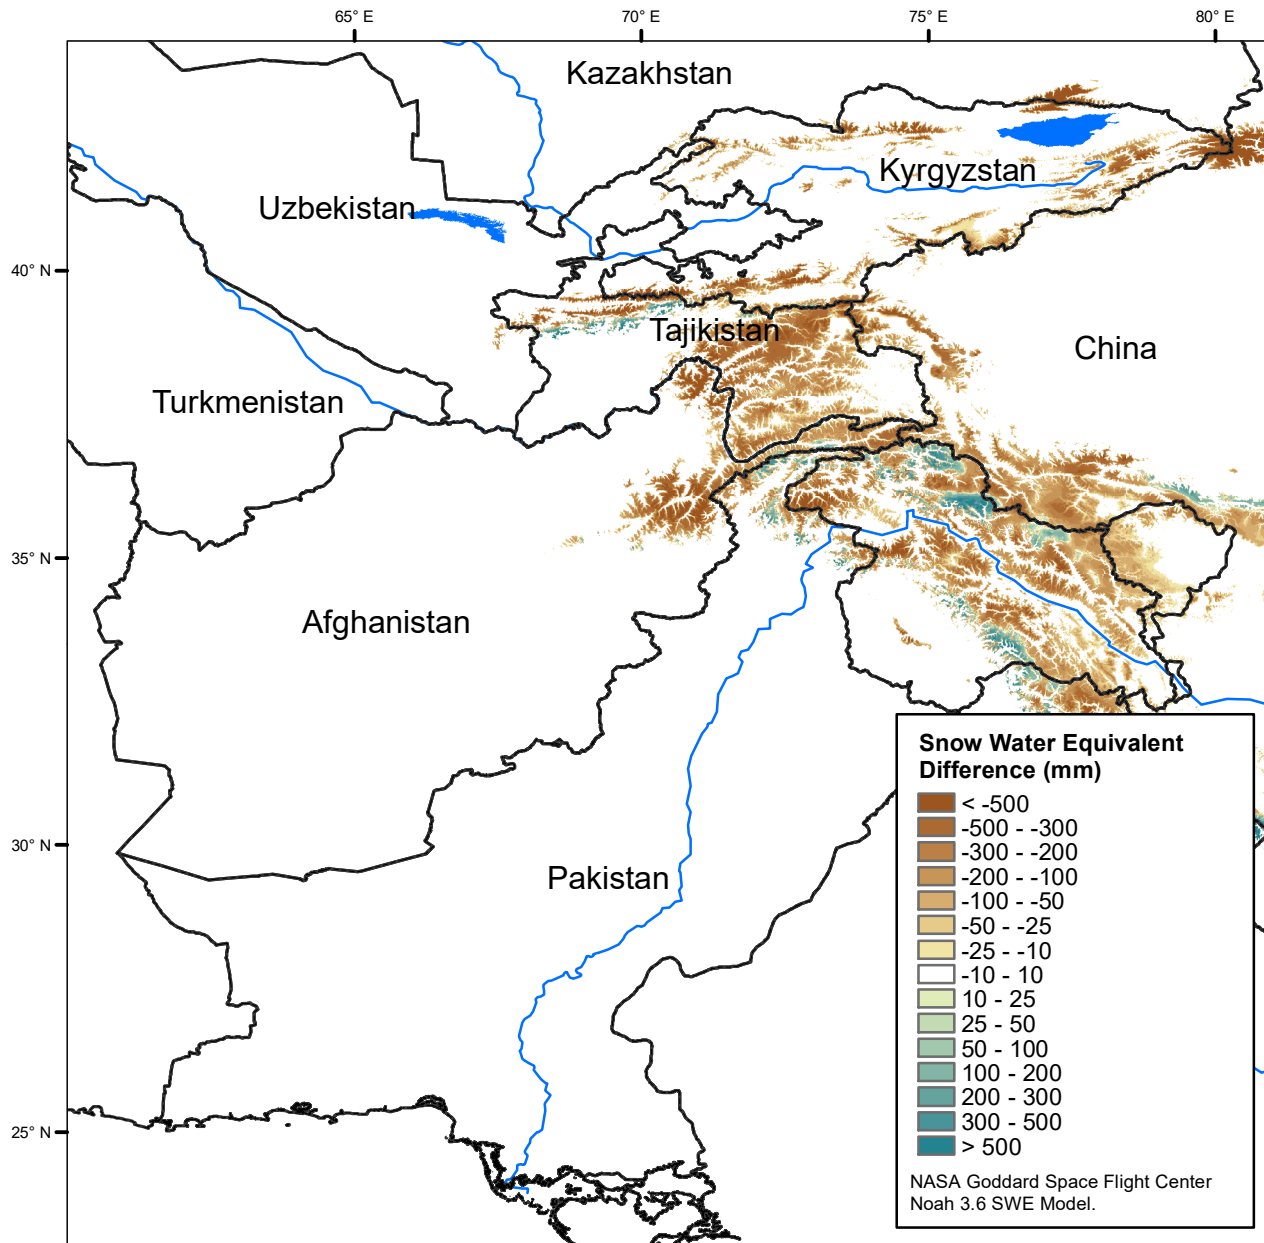 65° E 70° E 75° E 80° E
Kazakhstan
Kyrgyzstan
Uzbekistan
40° N
Tajikistan
China
Turkmenistan
35° N
Afghanistan
Snow Water Equivalent
Difference (mm)
< -500
-500 - -300
-300 - -200
-200 - -100
-100 - -50
-50 - -25
-25 - -10
-10 - 10
10 - 25
25 - 50
50 - 100
100 - 200
200 - 300
300 - 500
> 500
30° N
Pakistan
25° N
NASA Goddard Space Flight Center
Noah 3.6 SWE Model.